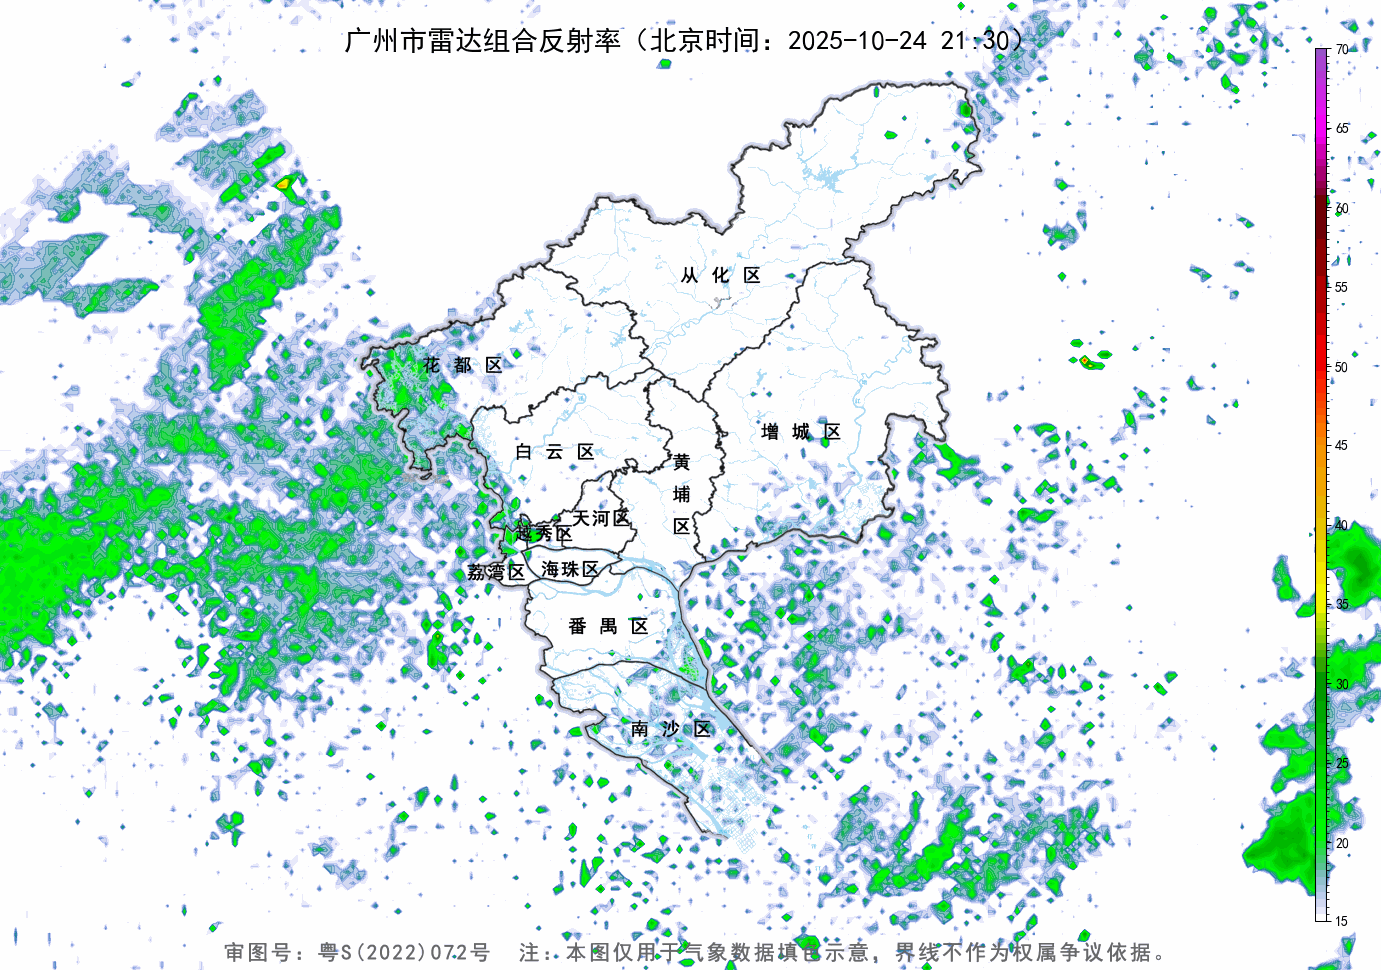 广州市雷达组合反射率（北京时间：2025-10-24 21:30）
70
65
60
55
50
45
40
35
30
25
20
15
从化区
花都区
增城区
白云区
黄埔区
天河区
越秀区
荔湾区
海珠区
番禺区
南沙区
审图号：粤S(2022)072号 注：本图仅用于气象数据填色示意，界线不作为权属争议依据。